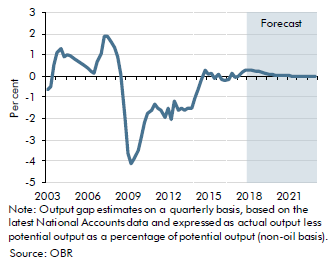 Forecast
3
2
1
0
-1
-2
-3
-4
-5
Per cent
2003 2006 2009 2012 2015 2018 2021
Note: Output gap estimates on a quarterly basis, based on the
latest National Accounts data and expressed as actual output less
potential output as a percentage of potential output (non-oil basis).
Source: OBR